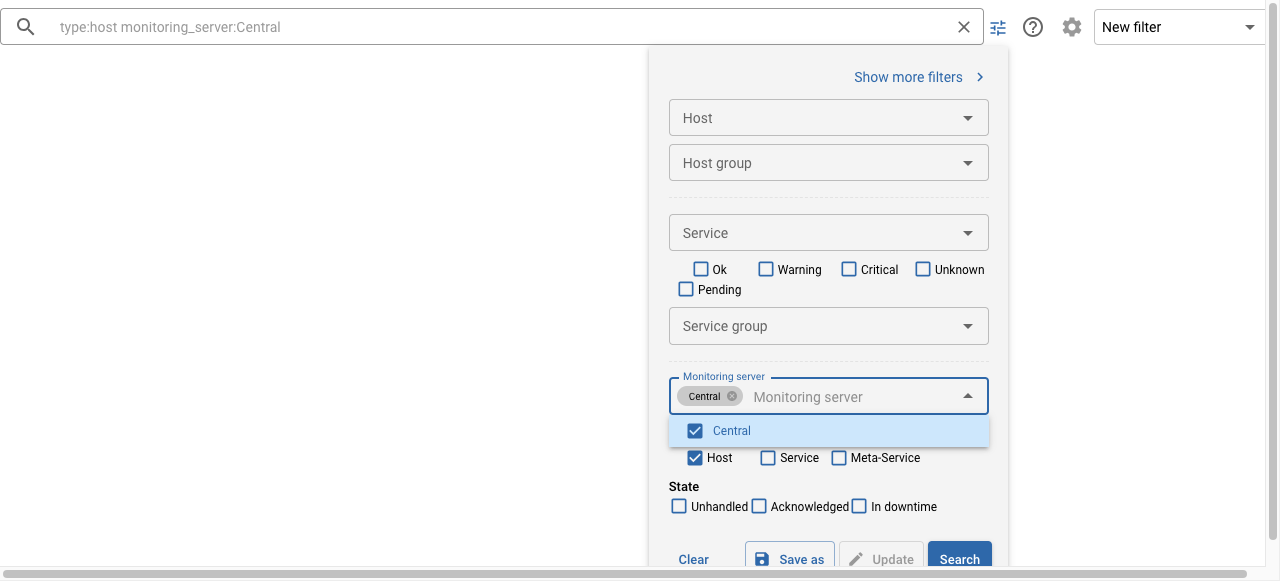 type:host monitoring_server:Central
New filter
Show more filters
Host
Host group
Service
Ok Warning Critical Unknown
Pending
Service group
Monitoring server
Central Monitoring server
Central
Host Service Meta-Service
State
Unhandled Acknowledged In downtime
Clear Save as Update Search